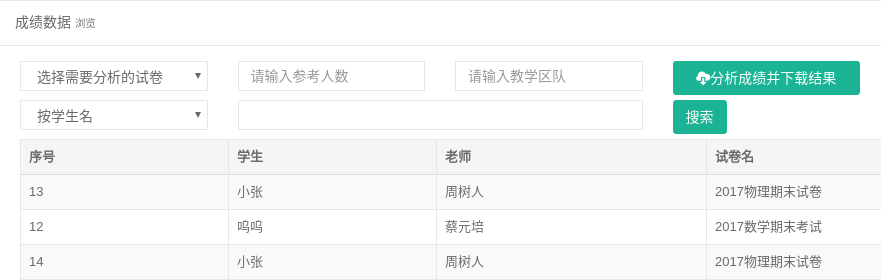 成绩数据 浏览
选择需要分析的试卷 请输入参考人数 请输入教学区队 分析成绩并下载结果
按学生名 搜索
序号 学生 老师 试卷名
13 小张 周树人 2017物理期末试卷
12 呜呜 蔡元培 2017数学期末考试
14 小张 周树人 2017物理期末试卷